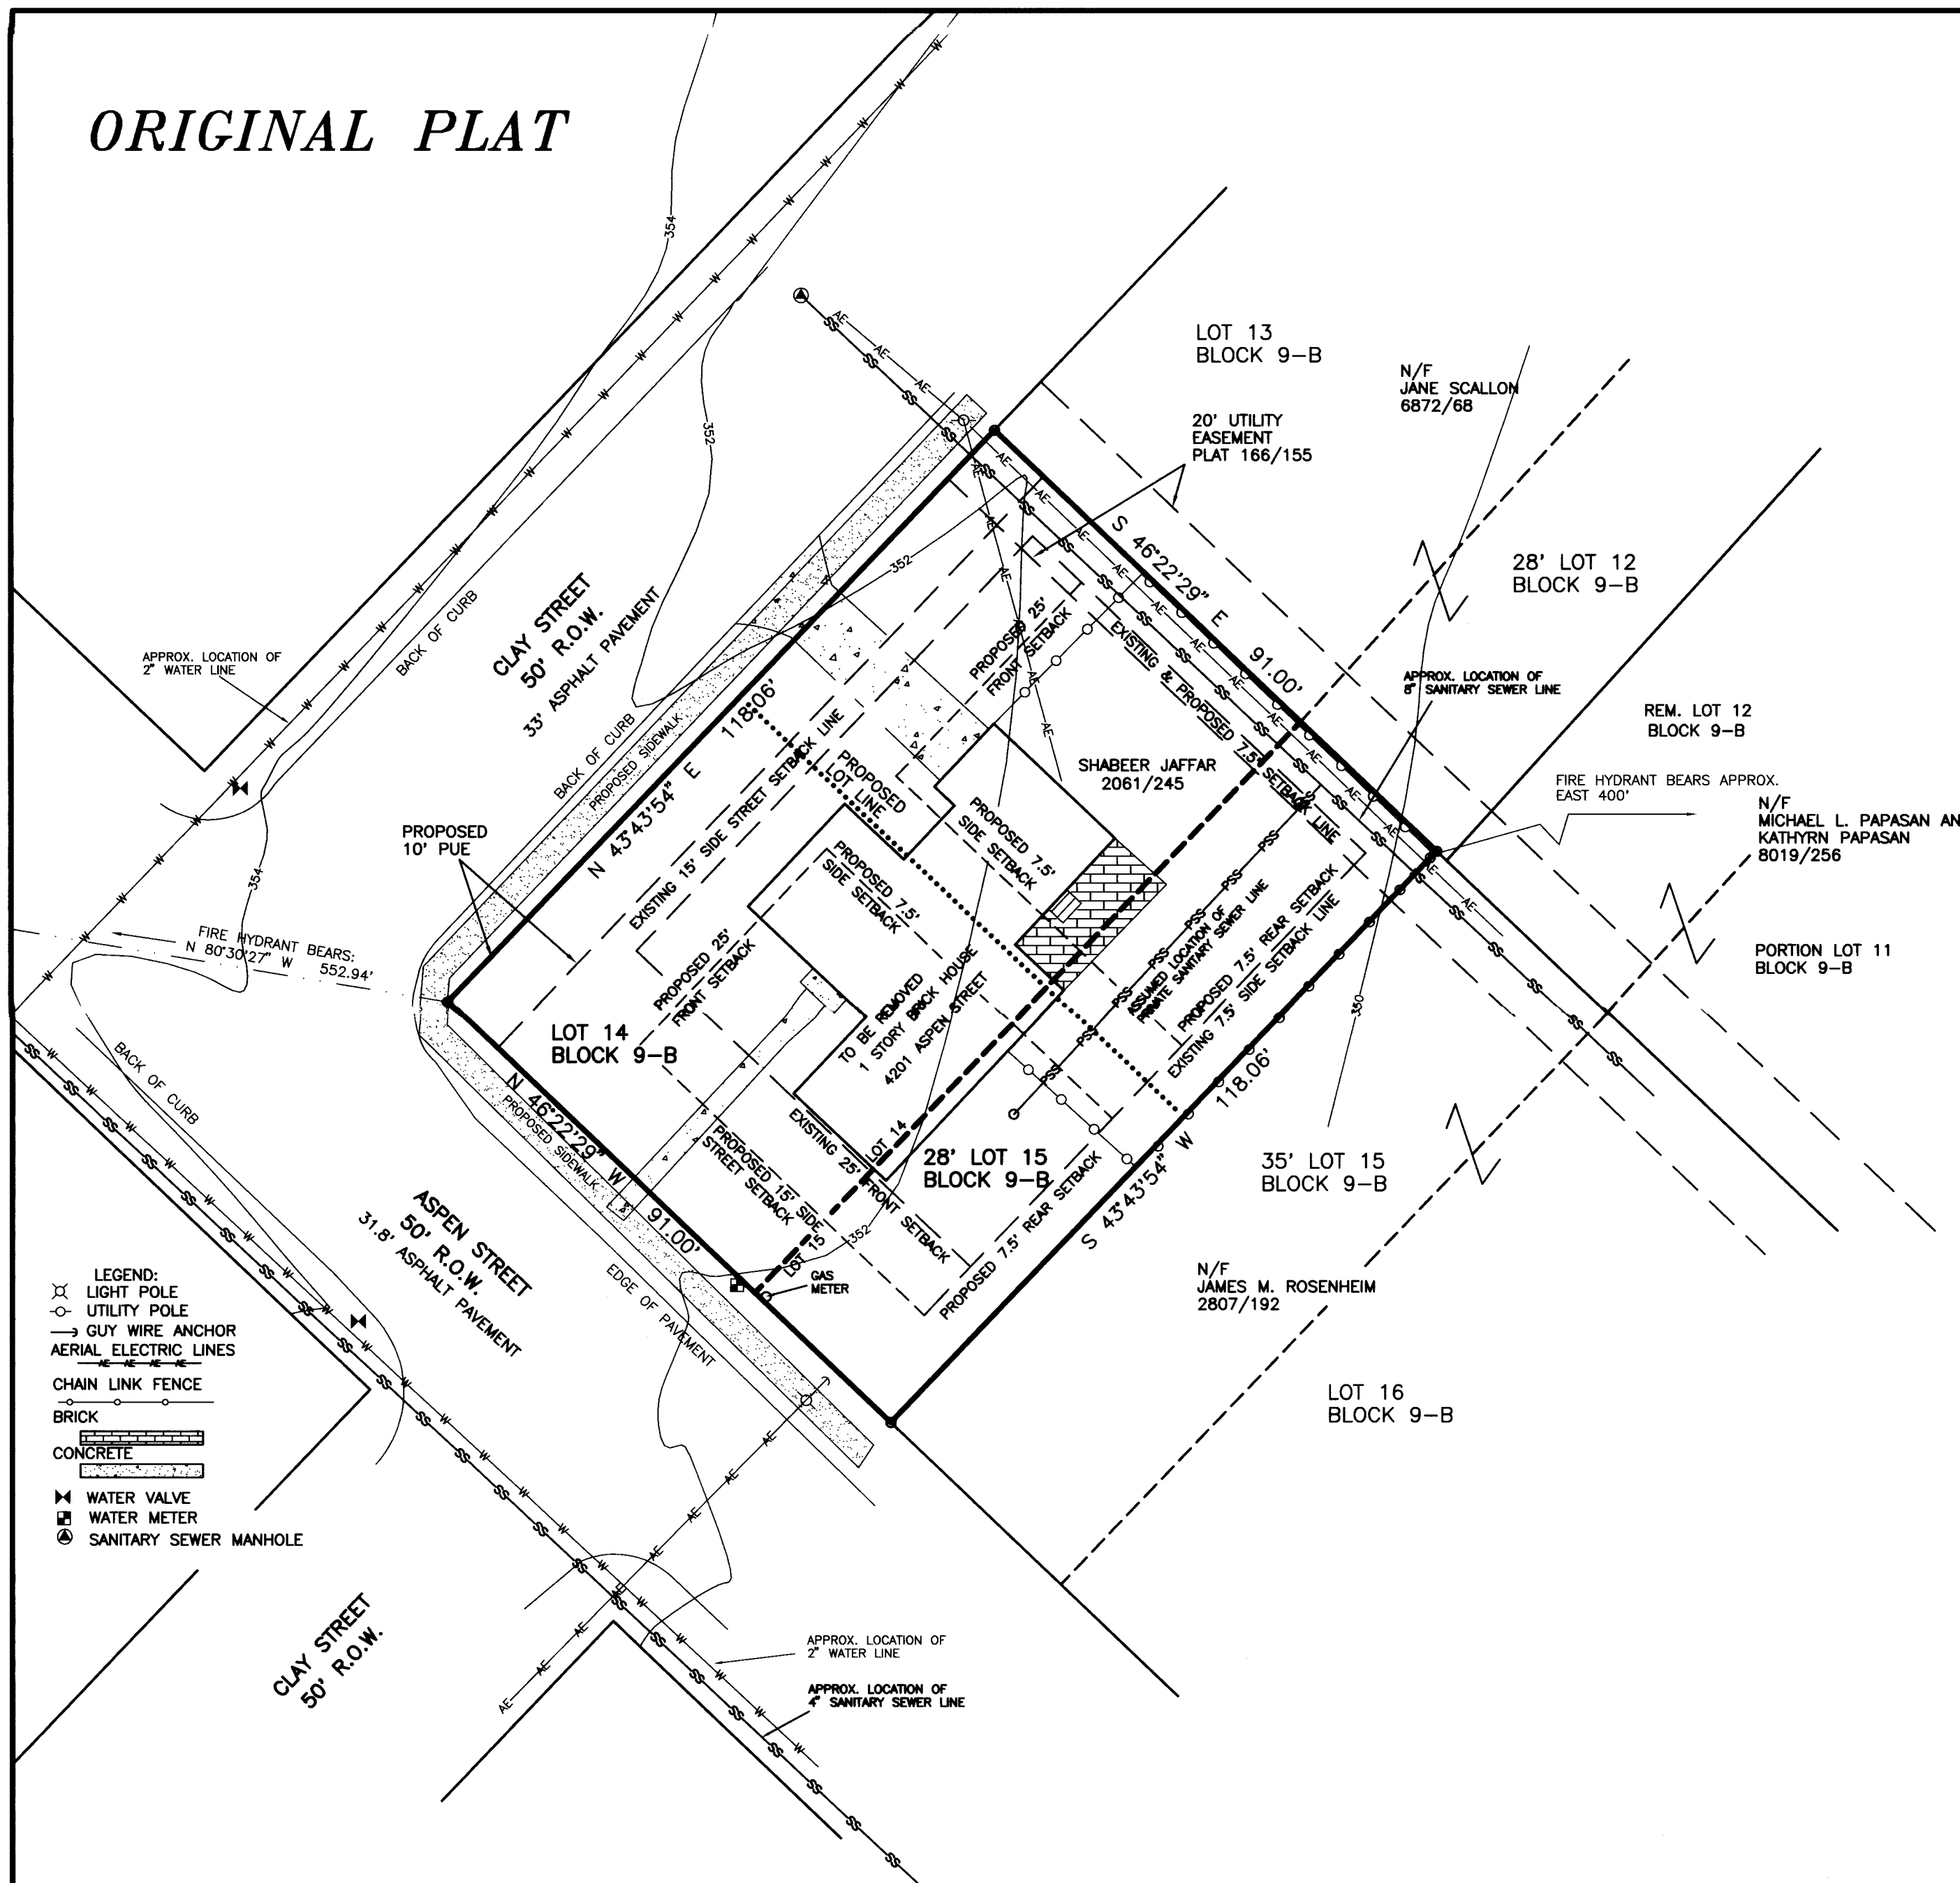 ORIGINAL PLAT
354
LOT 13
BLOCK 9-B
N/F
JANE SCALLON
6872/68
20' UTILITY
EASEMENT
PLAT 166/155
352
352
28' LOT 12
BLOCK 9-B
S 46°22'29" E
91.00'
CLAY STREET
50' R.O.W.
33' ASPHALT PAVEMENT
BACK OF CURB
APPROX. LOCATION OF
2" WATER LINE
BACK OF CURB
PROPOSED SIDEWALK
118.06'
N 43°43'54" E
PROPOSED 25'
FRONT SETBACK
EXISTING & PROPOSED 7.5' SETBACK LINE
APPROX. LOCATION OF
8" SANITARY SEWER LINE
REM. LOT 12
BLOCK 9-B
EXISTING 15' SIDE STREET SETBACK LINE
PROPOSED
LOT LINE
SHABEER JAFFAR
2061/245
FIRE HYDRANT BEARS APPROX.
EAST 400'
N/F
MICHAEL L. PAPASAN AN
KATHYRN PAPASAN
8019/256
PROPOSED
10' PUE
PROPOSED 7.5'
SIDE SETBACK
PROPOSED 7.5'
SIDE SETBACK
354
FIRE HYDRANT BEARS:
N 80°30'27" W 552.94'
PROPOSED 25'
FRONT SETBACK
ASSUMED LOCATION OF
PRIVATE SANITARY SEWER LINE
PROPOSED 7.5' REAR SETBACK
EXISTING 7.5' SIDE SETBACK LINE
PORTION LOT 11
BLOCK 9-B
350
LOT 14
BLOCK 9-B
TO BE REMOVED
1 STORY BRICK HOUSE
4201 ASPEN STREET
BACK OF CURB
N 46°22'29" W
91.00'
PROPOSED SIDEWALK
118.06'
S 43°43'54" W
EXISTING 25' FRONT SETBACK
PROPOSED 15' SIDE
STREET SETBACK
LOT 14
LOT 15
28' LOT 15
BLOCK 9-B
35' LOT 15
BLOCK 9-B
PROPOSED 7.5' REAR SETBACK
352
GAS
METER
ASPEN STREET
50' R.O.W.
31.8' ASPHALT PAVEMENT
EDGE OF PAVEMENT
N/F
JAMES M. ROSENHEIM
2807/192
LOT 16
BLOCK 9-B
LEGEND:
LIGHT POLE
UTILITY POLE
GUY WIRE ANCHOR
AERIAL ELECTRIC LINES
AE AE AE AE
CHAIN LINK FENCE
BRICK
CONCRETE
WATER VALVE
WATER METER
SANITARY SEWER MANHOLE
CLAY STREET
50' R.O.W.
APPROX. LOCATION OF
2" WATER LINE
APPROX. LOCATION OF
4" SANITARY SEWER LINE